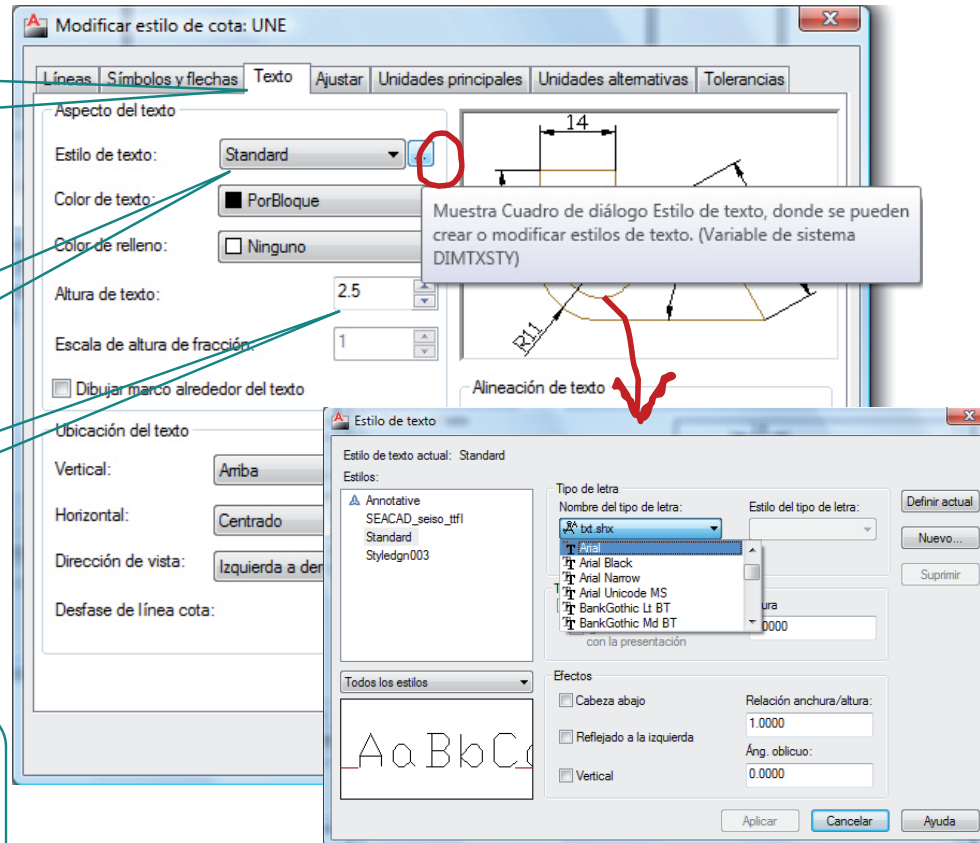 Modificar estilo de cota: UNE
Líneas
Símbolos y flechas
Texto
Ajustar
Unidades principales
Unidades alternativas
Tolerancias
Aspecto del texto
Estilo de texto:
Standard
...
Color de texto:
PorBloque
Color de relleno:
Ninguno
Altura de texto:
2.5
Escala de altura de fracción:
1
Dibujar marco alrededor del texto
14
R11
Muestra Cuadro de diálogo Estilo de texto, donde se pueden
crear o modificar estilos de texto. (Variable de sistema
DIMTXSTY)
Alineación de texto
Ubicación del texto
Vertical:
Arriba
Horizontal:
Centrado
Dirección de vista:
Izquierda a der
Desfase de línea cota:
Estilo de texto
Estilo de texto actual: Standard
Estilos:
Annotative
SEACAD_seiso_ttfl
Standard
Styledgn003
Todos los estilos
AaBbC
Tipo de letra
Nombre del tipo de letra:
txt.shx
Arial
Arial Black
Arial Narrow
Arial Unicode MS
BankGothic Lt BT
BankGothic Md BT
Estilo del tipo de letra:
T
ura
0000
con la presentación
Efectos
Cabeza abajo
Reflejado a la izquierda
Vertical
Relación anchura/altura:
1.0000
Áng. oblicuo:
0.0000
Definir actual
Nuevo...
Suprimir
Aplicar
Cancelar
Ayuda